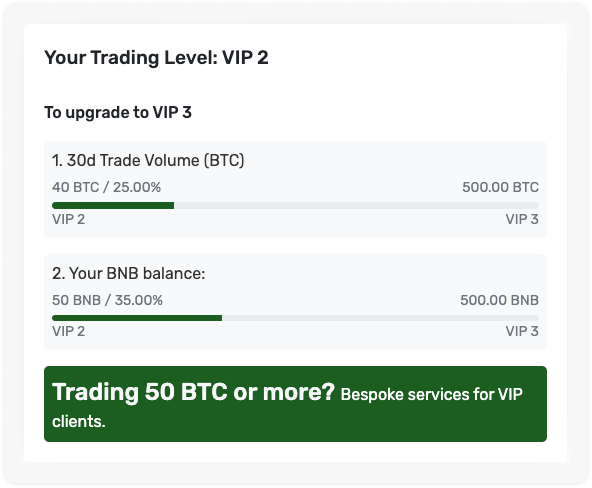 Your Trading Level: VIP 2
To upgrade to VIP 3
1. 30d Trade Volume (BTC)
40 BTC / 25.00% 500.00 BTC
VIP 2 VIP 3
2. Your BNB balance:
50 BNB / 35.00% 500.00 BNB
VIP 2 VIP 3
Trading 50 BTC or more? Bespoke services for VIP
clients.